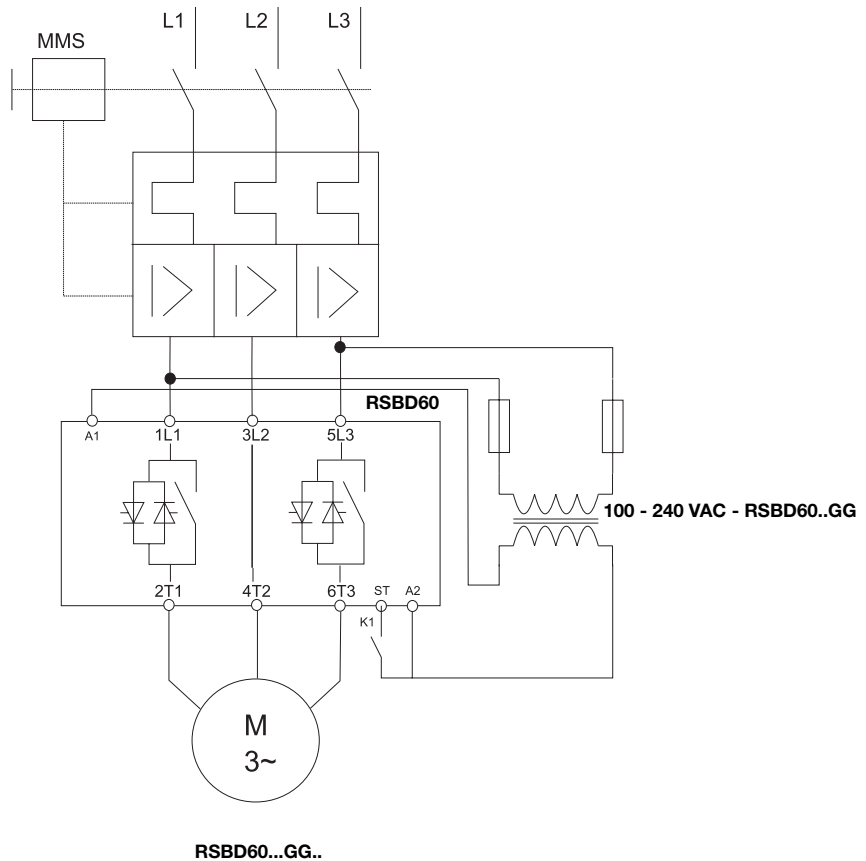 L1 L2 L3
MMS
RSBD60
A1 1L1 3L2 5L3
100 - 240 VAC - RSBD60..GG
2T1 4T2 6T3 ST A2
K1
M
3~
RSBD60...GG..